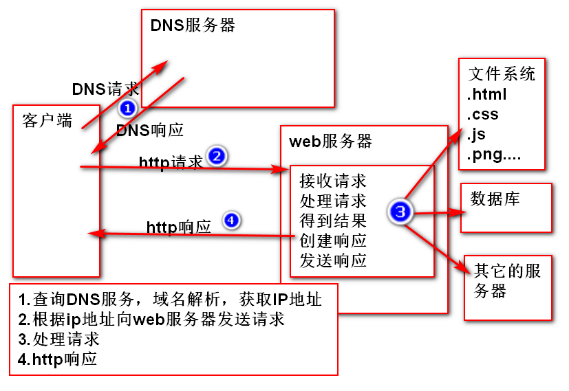 DNS服务器
DNS请求
1
DNS响应
客户端
http请求
2
http响应
4
web服务器
接收请求
处理请求
得到结果
创建响应
发送响应
3
文件系统
.html
.css
.js
.png....
数据库
其它的服
务器
1.查询DNS服务，域名解析，获取IP地址
2.根据ip地址向web服务器发送请求
3.处理请求
4.http响应